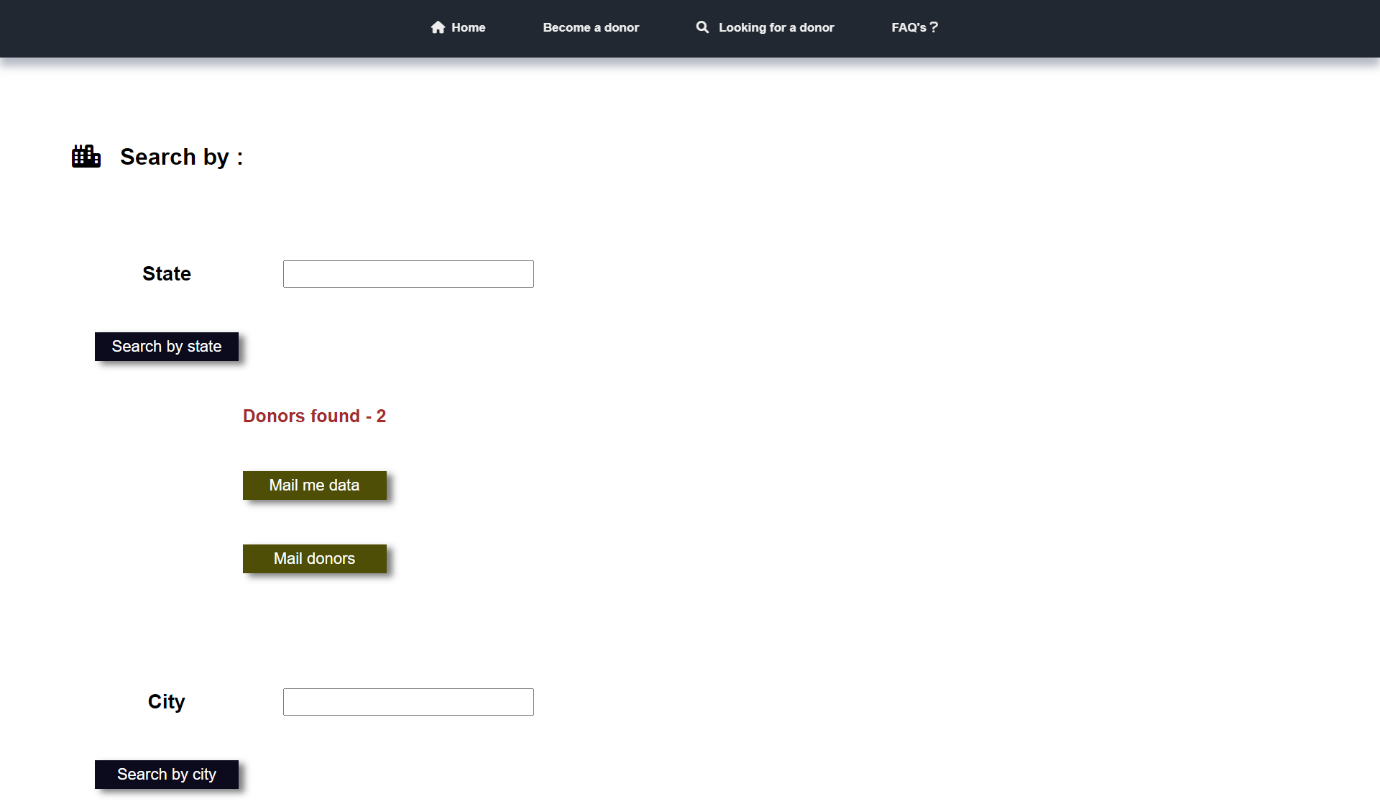 Home Become a donor Looking for a donor FAQ's ?
Search by :
State
Search by state
Donors found - 2
Mail me data
Mail donors
City
Search by city